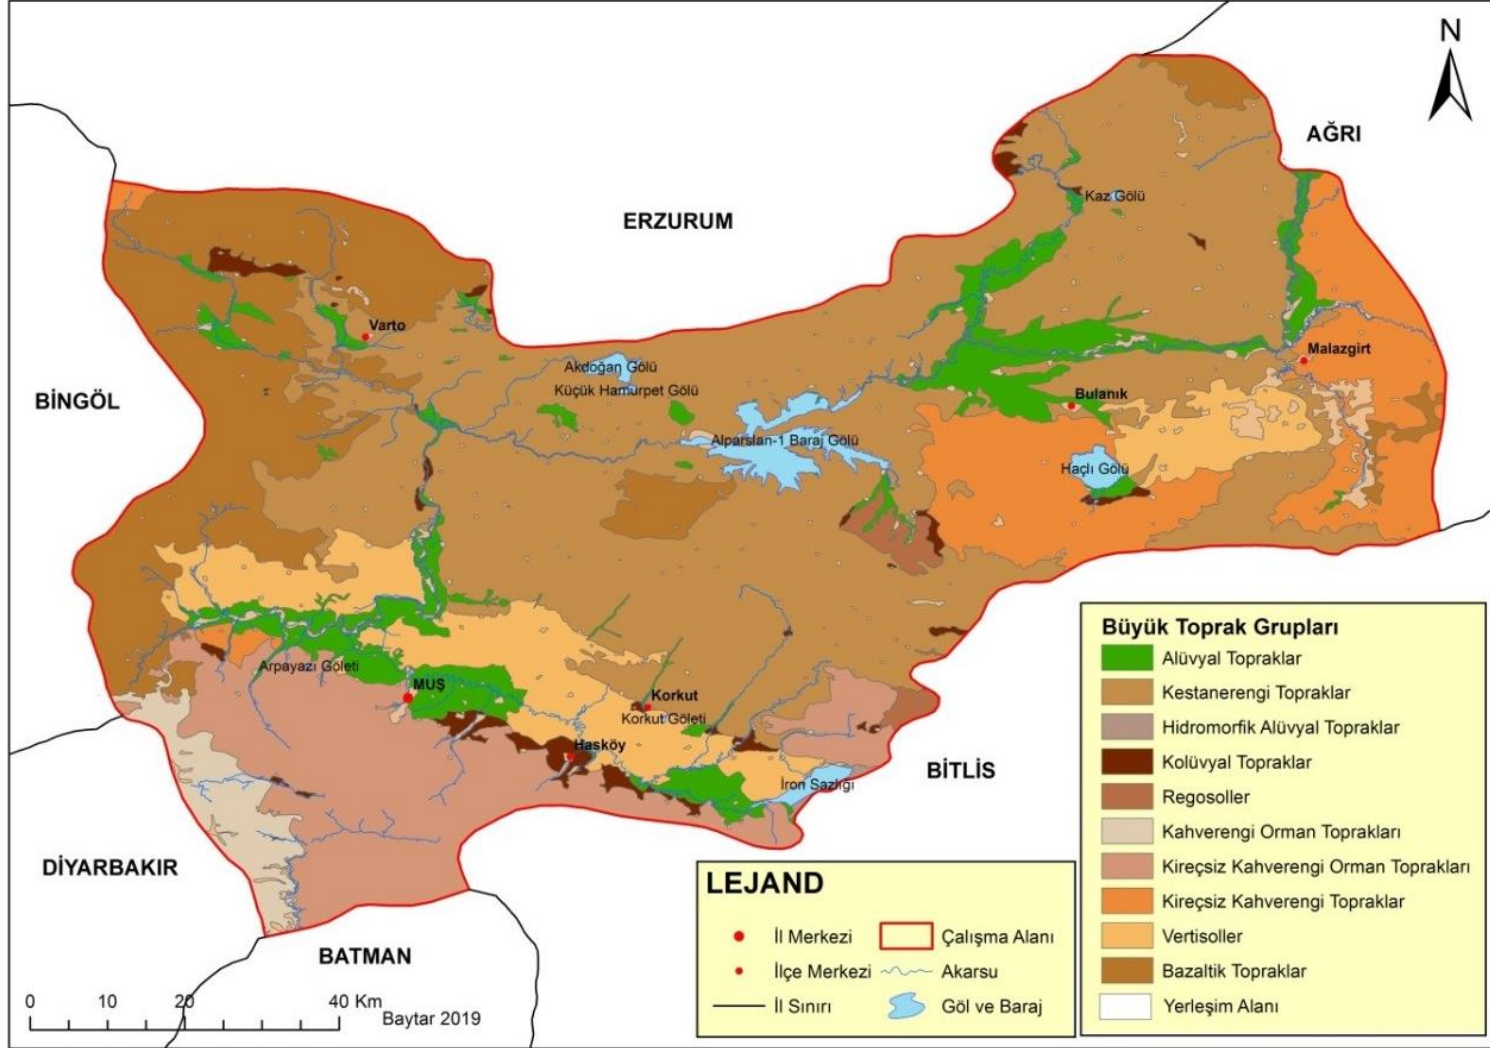 N
AĞRI
ERZURUM
Kaz Gölü
Varto
Malazgirt
Akdoğan Gölü
Küçük Hamurpet Gölü
BİNGÖL
Bulanık
Alparslan-1 Baraj Gölü
Haçlı Gölü
Arpayazı Göleti
MUŞ
Korkut
Korkut Göleti
Hasköy
İron Sazlığı
BİTLİS
DİYARBAKIR
BATMAN
0 10 20 40 Km
Baytar 2019
LEJAND
İl Merkezi
Çalışma Alanı
İlçe Merkezi
Akarsu
İl Sınırı
Göl ve Baraj
Büyük Toprak Grupları
Alüvyal Topraklar
Kestanerengi Topraklar
Hidromorfik Alüvyal Topraklar
Kolüvyal Topraklar
Regosoller
Kahverengi Orman Toprakları
Kireçsiz Kahverengi Orman Toprakları
Kireçsiz Kahverengi Topraklar
Vertisoller
Bazaltik Topraklar
Yerleşim Alanı